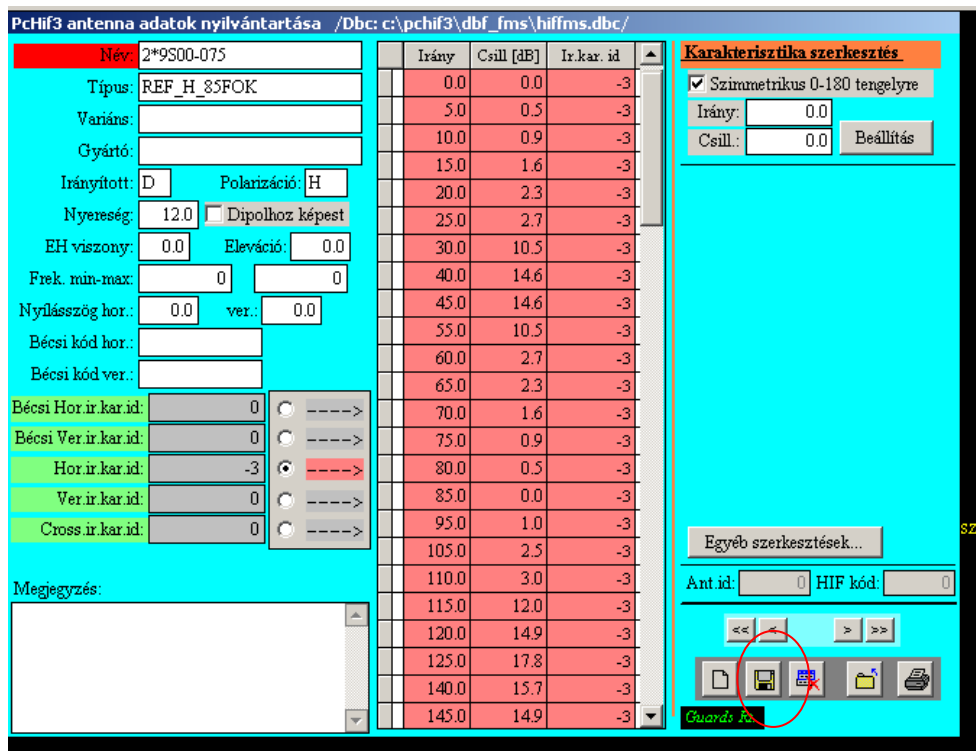 PcHif3 antenna adatok nyilvántartása /Dbc: c:\pchif3\dbf_fms\hiffms.dbc/
Név: 2*9S00-075
Típus: REF_H_85FOK
Variáns:
Gyártó:
Irányított: D Polarizáció: H
Nyereség: 12.0 Dipolhoz képest
EH viszony: 0.0 Eleváció: 0.0
Frek. min-max: 0 0
Nyílásszög hor.: 0.0 ver.: 0.0
Bécsi kód hor.:
Bécsi kód ver.:
Bécsi Hor.ir.kar.id: 0 ---->
Bécsi Ver.ir.kar.id: 0 ---->
Hor.ir.kar.id: -3 ---->
Ver.ir.kar.id: 0 ---->
Cross.ir.kar.id: 0 ---->
Megjegyzés:
Irány Csill [dB] Ir.kar. id
0.0 0.0 -3
5.0 0.5 -3
10.0 0.9 -3
15.0 1.6 -3
20.0 2.3 -3
25.0 2.7 -3
30.0 10.5 -3
40.0 14.6 -3
45.0 14.6 -3
55.0 10.5 -3
60.0 2.7 -3
65.0 2.3 -3
70.0 1.6 -3
75.0 0.9 -3
80.0 0.5 -3
85.0 0.0 -3
95.0 1.0 -3
105.0 2.5 -3
110.0 3.0 -3
115.0 12.0 -3
120.0 14.9 -3
125.0 17.8 -3
140.0 15.7 -3
145.0 14.9 -3
Karakterisztika szerkesztés
Szimmetrikus 0-180 tengelyre
Irány: 0.0
Csill.: 0.0 Beállítás
sz
Egyéb szerkesztések...
Ant.id: 0 HIF kód: 0
<< < > >>
Guards